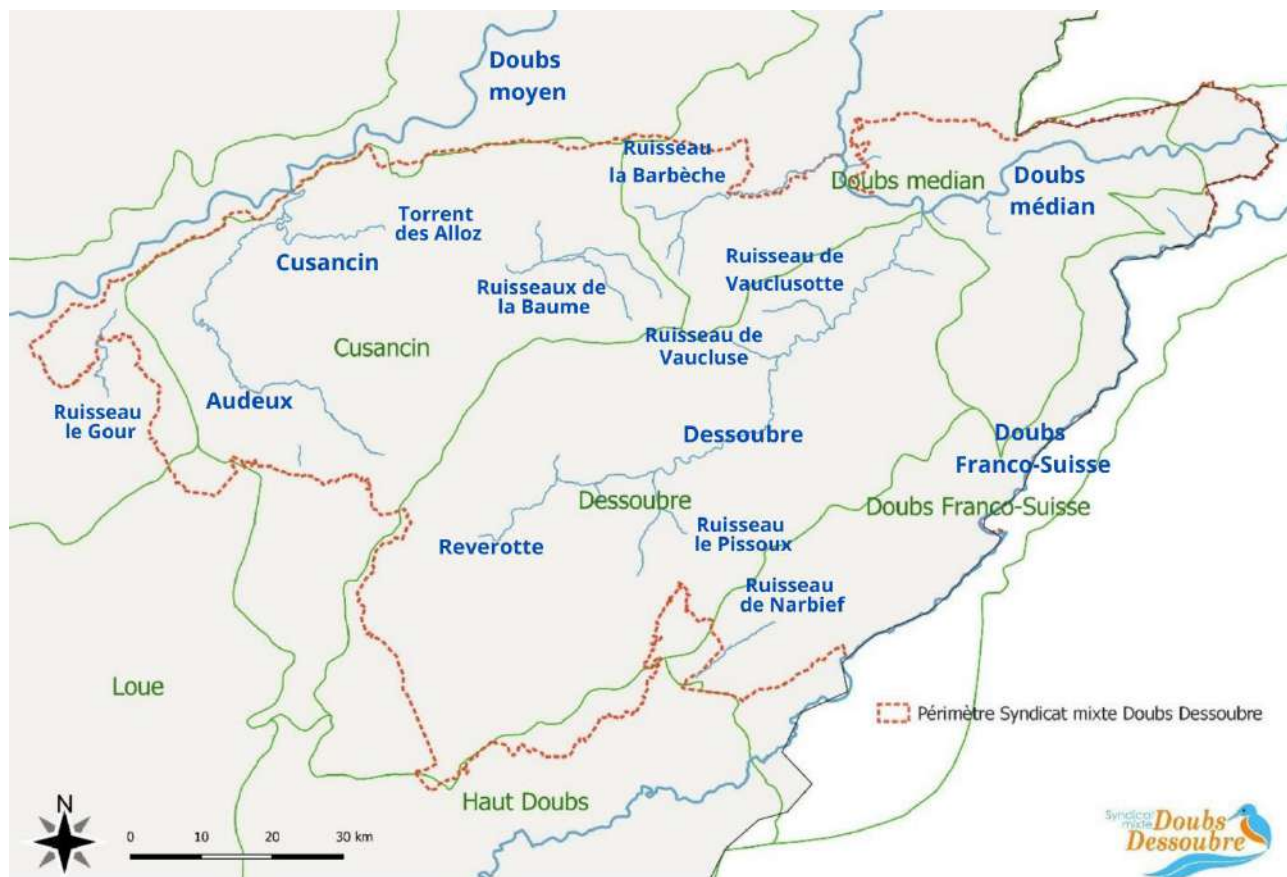 Doubs
moyen
Ruisseau
la Barbèche
Doubs median
Doubs
médian
Torrent
des Alloz
Cusancin
Ruisseau de
Vauclusotte
Ruisseaux de
la Baume
Ruisseau de
Vaucluse
Cusancin
Audeux
Ruisseau
le Gour
Dessoubre
Doubs
Franco-Suisse
Dessoubre
Doubs Franco-Suisse
Reverotte
Ruisseau
le Pissoux
Ruisseau
de Narbief
Loue
Périmètre Syndicat mixte Doubs Dessoubre
Haut Doubs
N
0 10 20 30 km
Syndicat
mixte Doubs
Dessoubre